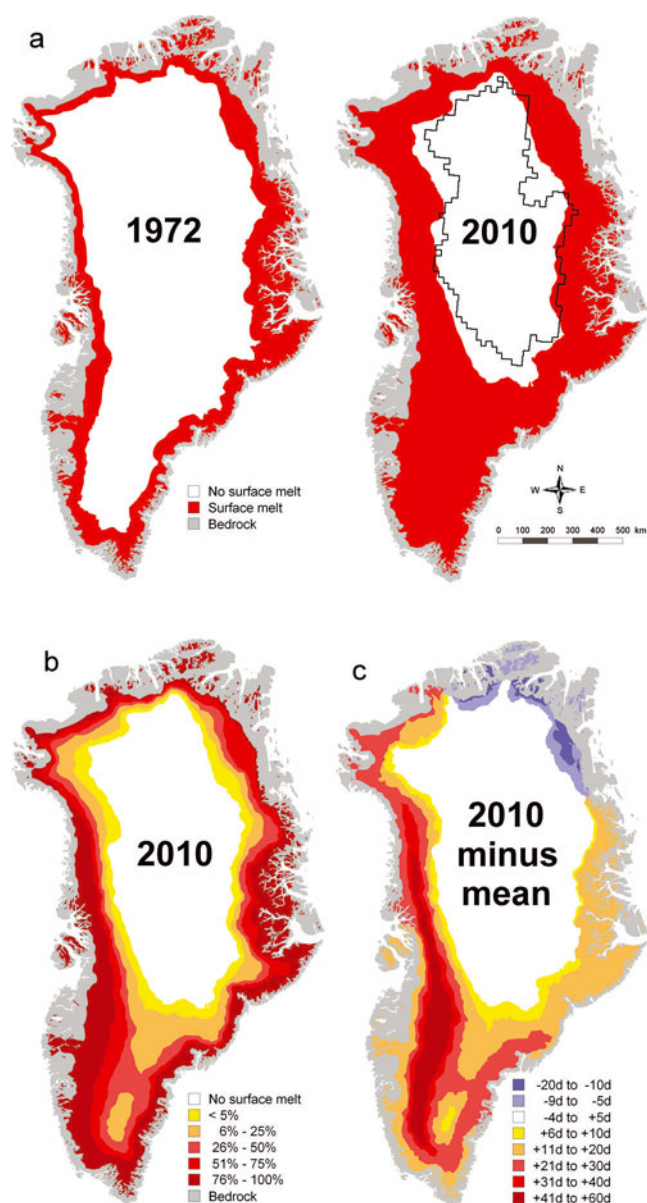 a
1972
2010
No surface melt
Surface melt
Bedrock
N
W E
S
0 100 200 300 400 500 km
b
2010
No surface melt
< 5%
6% - 25%
26% - 50%
51% - 75%
76% - 100%
Bedrock
c
2010
minus
mean
-20d to -10d
-9d to -5d
-4d to +5d
+6d to +10d
+11d to +20d
+21d to +30d
+31d to +40d
+41d to +60d